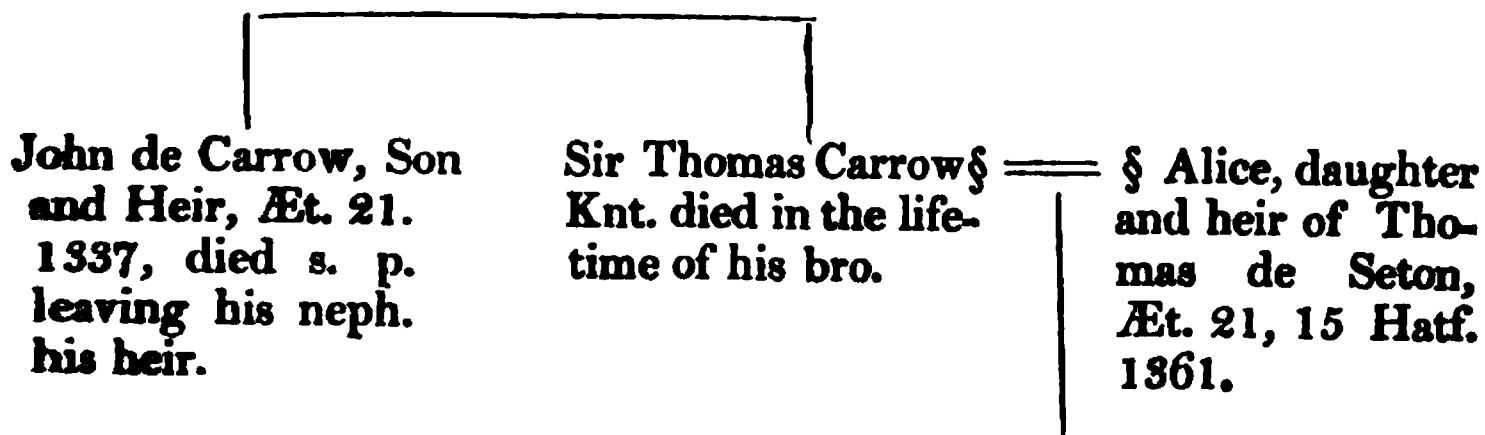 John de Carrow, Son
and Heir, Æt. 21.
1337, died s. p.
leaving his neph.
his heir.
Sir Thomas Carrow§
Knt. died in the life-
time of his bro.
§ Alice, daughter
and heir of Tho-
mas de Seton,
Æt. 21, 15 Hatf.
1361.